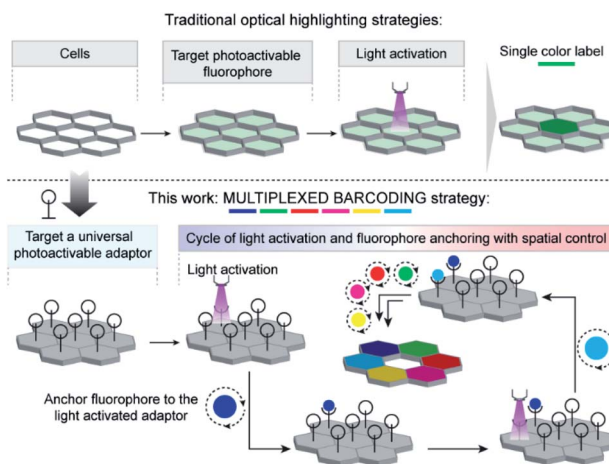 Traditional optical highlighting strategies:
Cells
Target photoactivable
fluorophore
Light activation
Single color label
This work: MULTIPLEXED BARCODING strategy:
Target a universal
photoactivable adaptor
Cycle of light activation and fluorophore anchoring with spatial control
Light activation
Anchor fluorophore to the
light activated adaptor